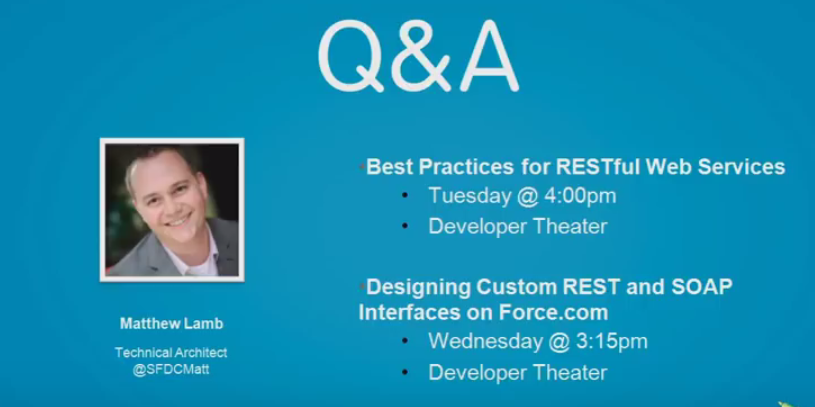 Q&A
Best Practices for RESTful Web Services
• Tuesday @ 4:00pm
• Developer Theater
Designing Custom REST and SOAP
Interfaces on Force.com
• Wednesday @ 3:15pm
• Developer Theater
Matthew Lamb
Technical Architect
@SFDCMatt